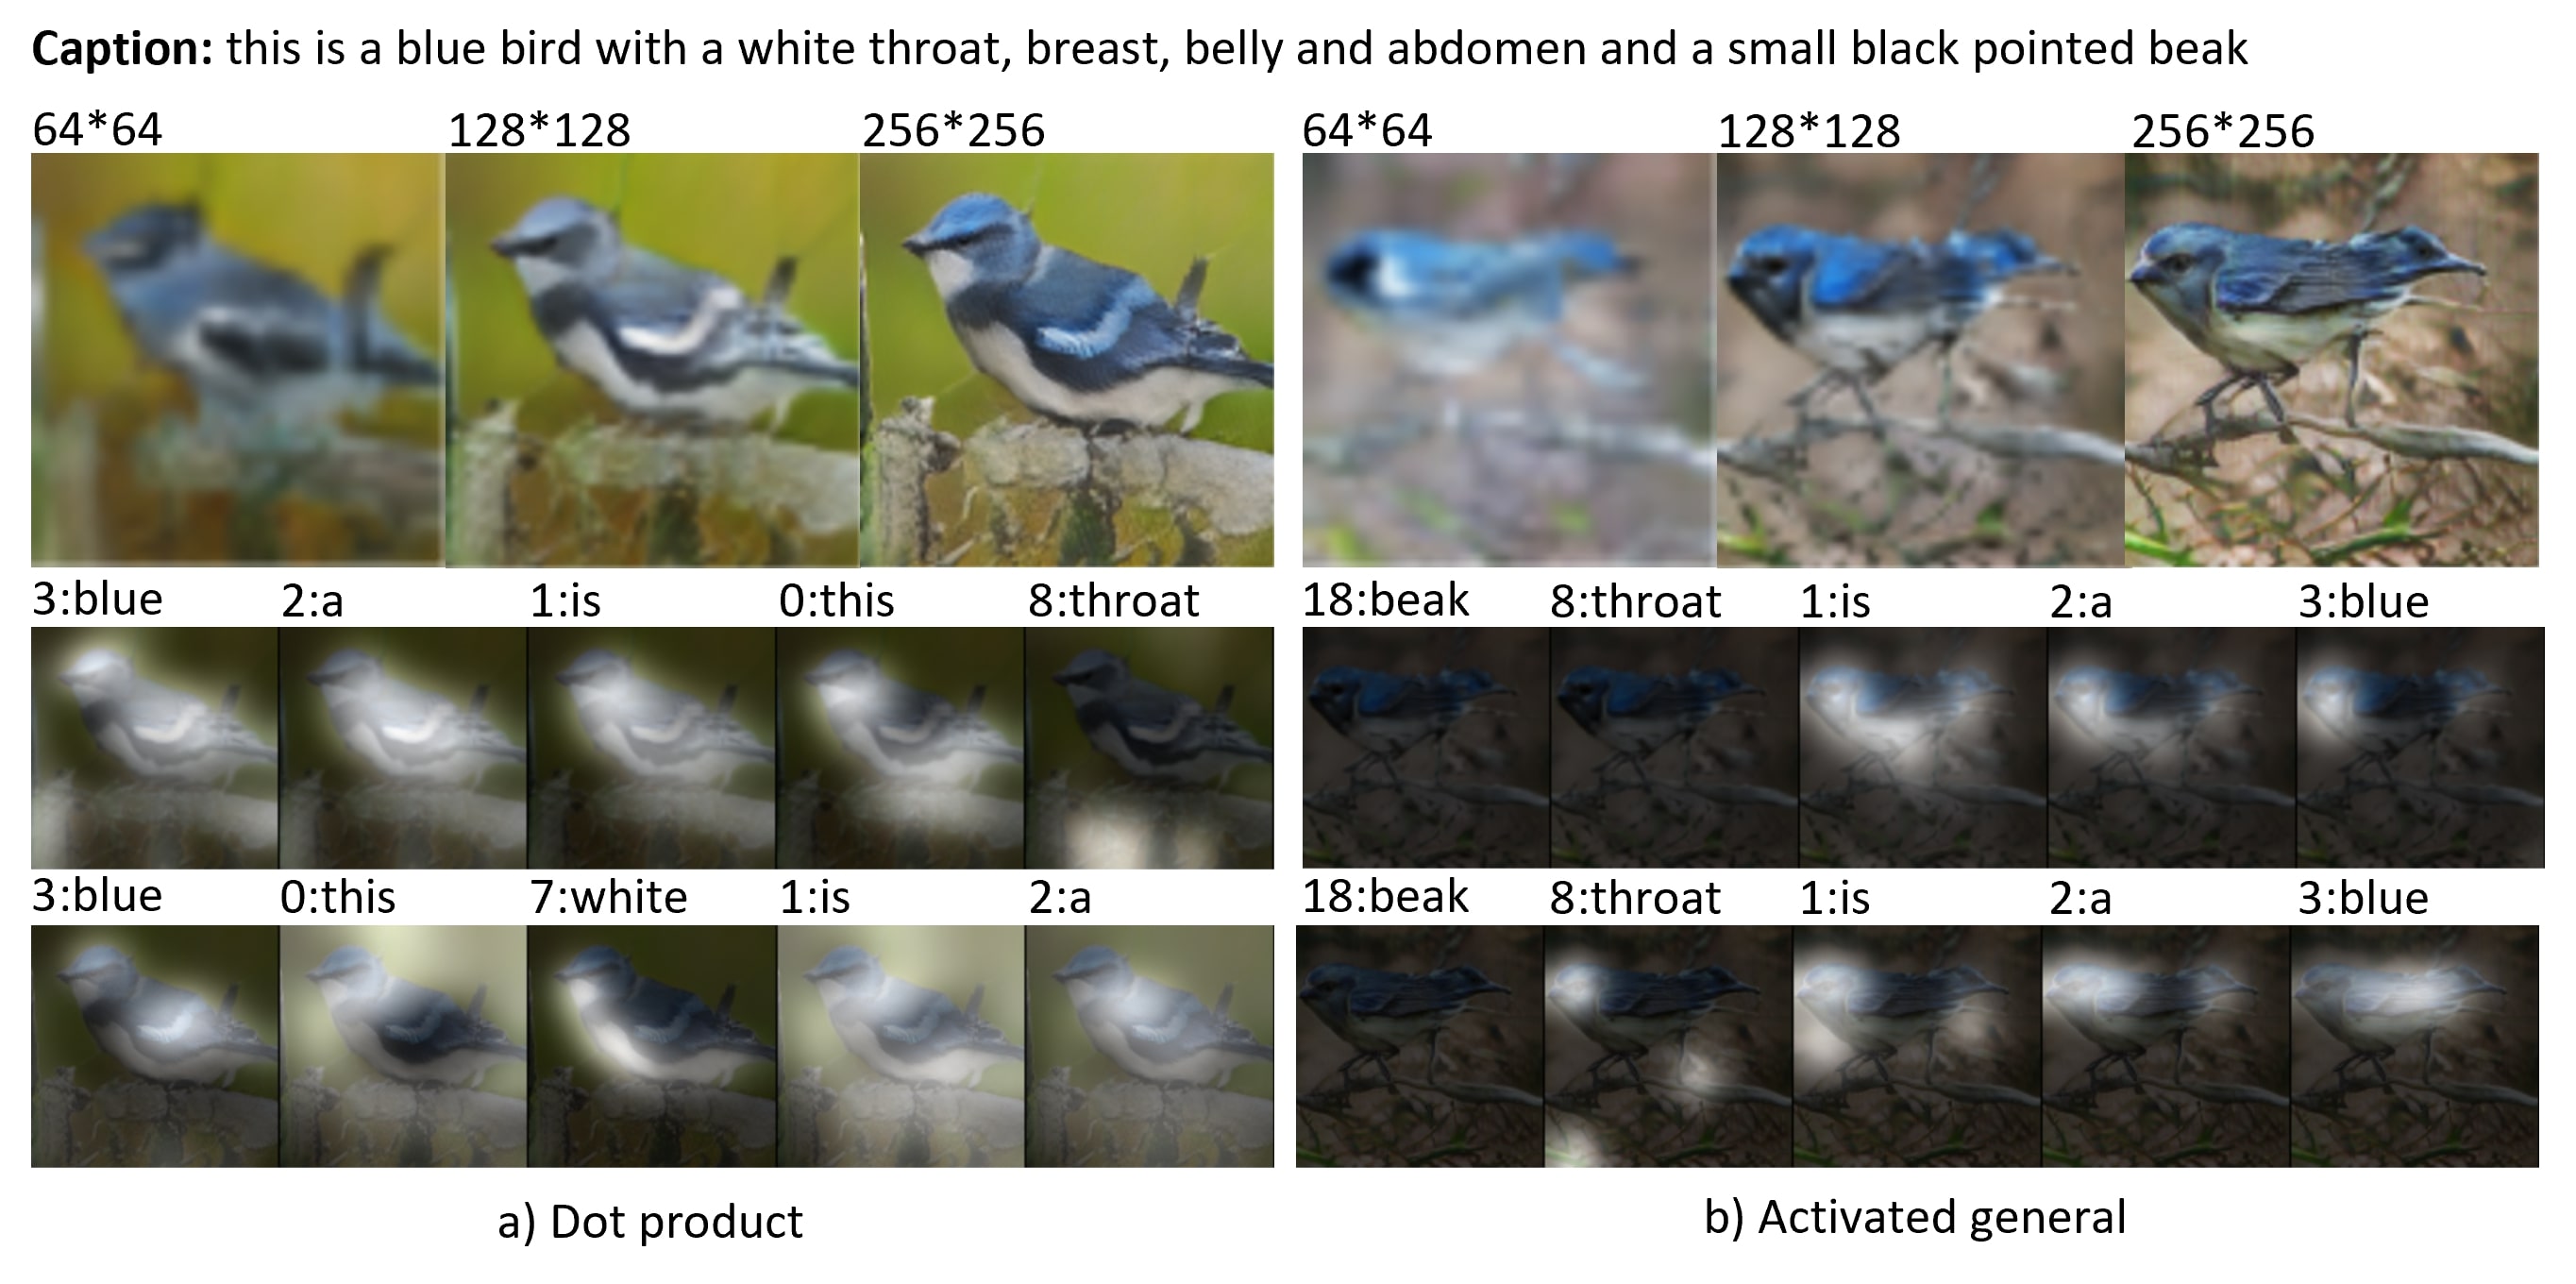 Caption: this is a blue bird with a white throat, breast, belly and abdomen and a small black pointed beak
64*64 128*128 256*256 64*64 128*128 256*256
3:blue 2:a 1:is 0:this 8:throat 18:beak 8:throat 1:is 2:a 3:blue
3:blue 0:this 7:white 1:is 2:a 18:beak 8:throat 1:is 2:a 3:blue
a) Dot product b) Activated general